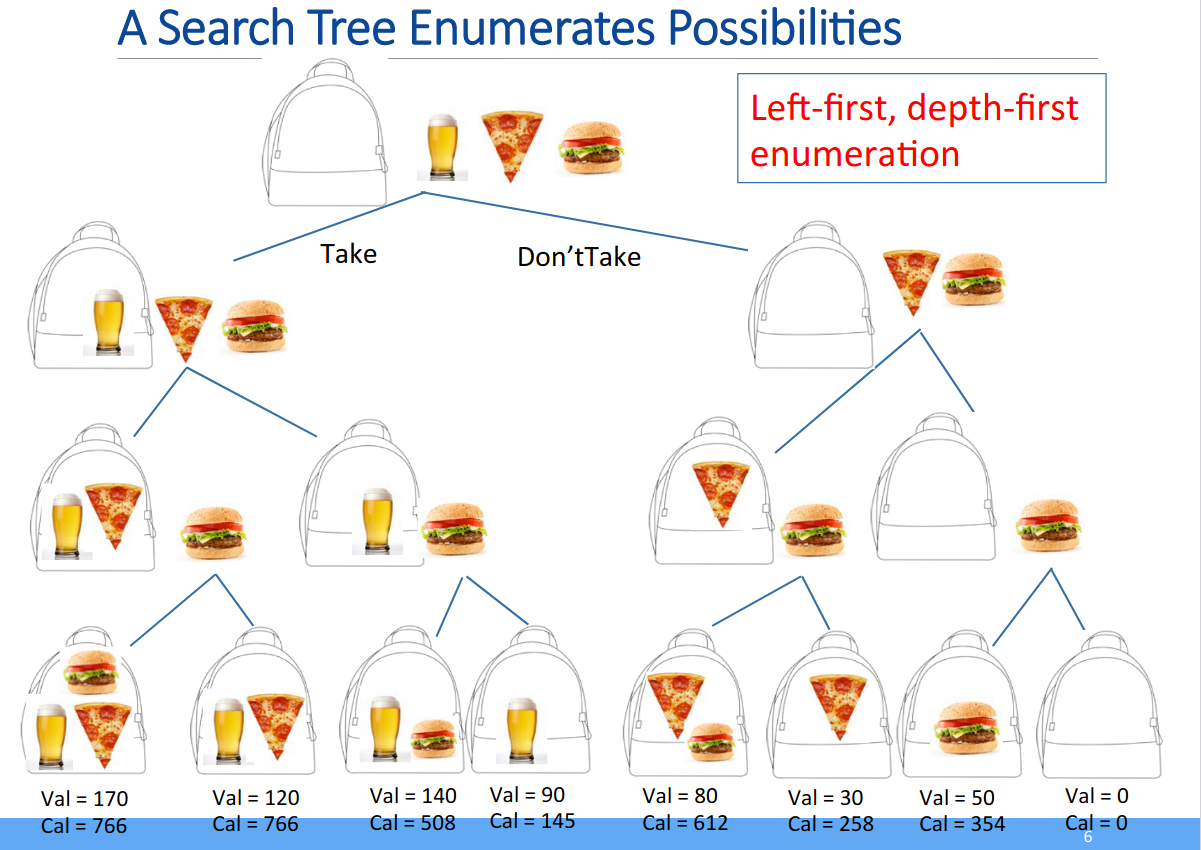 A Search Tree Enumerates Possibilities
Left-first, depth-first
enumeration
Take
Don'tTake
Val = 170
Cal = 766
Val = 120
Cal = 766
Val = 140
Cal = 508
Val = 90
Cal = 145
Val = 80
Cal = 612
Val = 30
Cal = 258
Val = 50
Cal = 354
Val = 0
Cal = 0
6